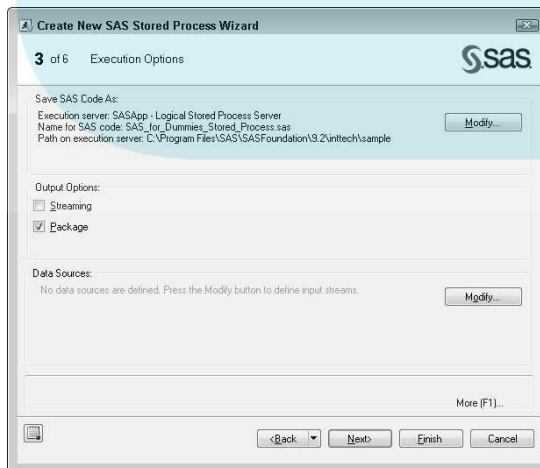 Create New SAS Stored Process Wizard
3 of 6 Execution Options
sas
Save SAS Code As:
Execution server: SASApp - Logical Stored Process Server
Name for SAS code: SAS_for_Dummies_Stored_Process.sas
Path on execution server: C:\Program Files\SAS\SASFoundation\9.2\inttech\sample
Modify...
Output Options:
Streaming
Package
Data Sources:
No data sources are defined. Press the Modify button to define input streams.
Modify...
More (F1)...
<Back Next> Finish Cancel